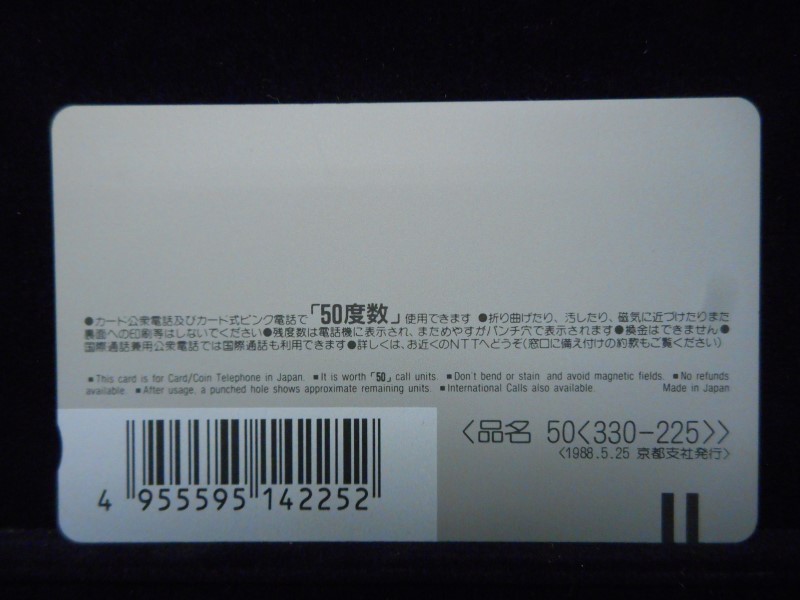 ●カード公衆電話及びカード式ピンク電話で「50度数」使用できます ●折り曲げたり、汚したり、磁気に近づけたりまた
裏面への印刷等はしないでください●残度数は電話機に表示され、まためやすがパンチ穴で表示されます●換金はできません●
国際通話兼用公衆電話では国際通話も利用できます●詳しくは、お近くのNTTへどうぞ(窓口に備え付けの約款もご覧ください)
■This card is for Card/Coin Telephone in Japan. ■It is worth「50」call units. ■Don't bend or stain and avoid magnetic fields. ■No refunds
available. ■After usage, a punched hole shows approximate remaining units. ■International Calls also available. Made in Japan
〈品名 50〈330-225〉〉
〈1988.5.25 京都支社発行〉
4 955595 142252